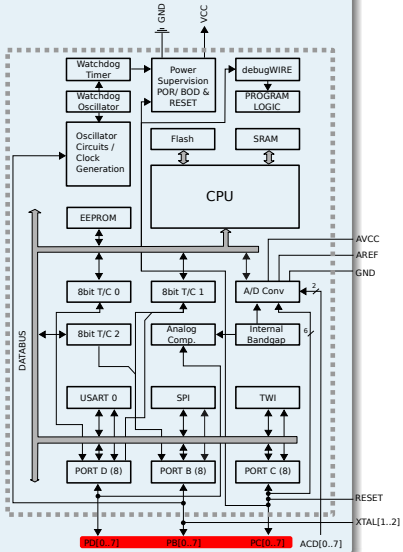 GND
VCC
Watchdog
Timer
Power
Supervision
POR/ BOD &
RESET
debugWIRE
Watchdog
Oscillator
PROGRAM
LOGIC
Oscillator
Circuits /
Clock
Generation
Flash
SRAM
CPU
EEPROM
AVCC
AREF
GND
8bit T/C 0
8bit T/C 1
A/D Conv
2
8bit T/C 2
Analog
Comp.
Internal
Bandgap
6
DATABUS
USART 0
SPI
TWI
PORT D (8)
PORT B (8)
PORT C (8)
RESET
XTAL[1..2]
PD[0..7]
PB[0..7]
PC[0..7]
ACD[0..7]